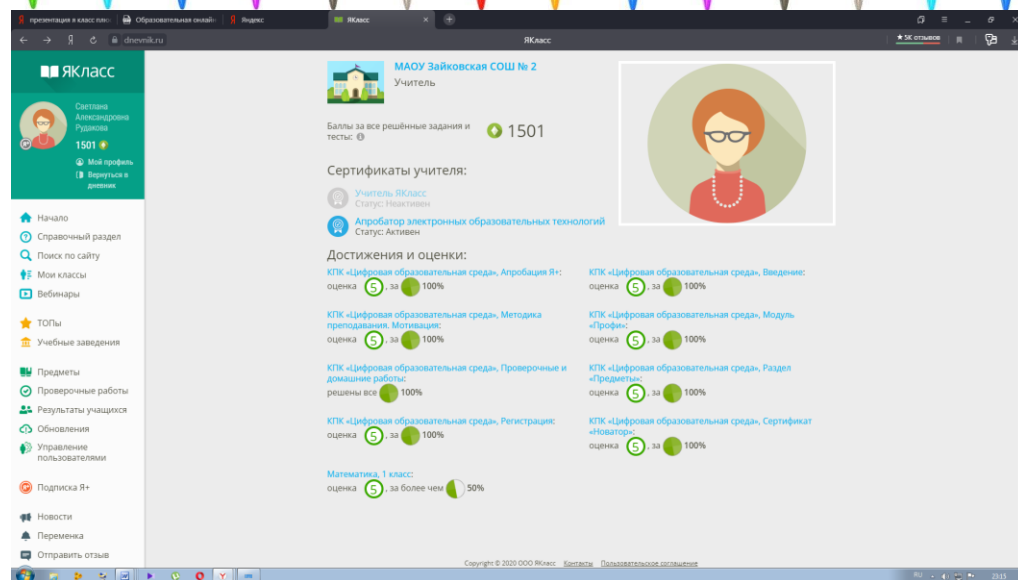 презентация в класс плюс
Образовательная онлайн
Яндекс
ЯКласс
dnevnik.ru
ЯКласс
★ 5K отзывов
ЯКласс
Светлана
Александровна
Рудакова
1501
Мой профиль
Вернуться в
дневник
Начало
Справочный раздел
Поиск по сайту
Мои классы
Вебинары
ТОПы
Учебные заведения
Предметы
Проверочные работы
Результаты учащихся
Обновления
Управление
пользователями
Подписка Я+
Новости
Переменка
Отправить отзыв
МАОУ Зайковская СОШ № 2
Учитель
Баллы за все решённые задания и
тесты: 1501
Сертификаты учителя:
Учитель ЯКласс
Статус: Неактивен
Апробатор электронных образовательных технологий
Статус: Активен
Достижения и оценки:
КПК «Цифровая образовательная среда», Апробация Я+:
оценка 5, за 100%
КПК «Цифровая образовательная среда», Введение:
оценка 5, за 100%
КПК «Цифровая образовательная среда», Методика
преподавания. Мотивация:
оценка 5, за 100%
КПК «Цифровая образовательная среда», Модуль
«Профи»:
оценка 5, за 100%
КПК «Цифровая образовательная среда», Проверочные и
домашние работы:
решены все 100%
КПК «Цифровая образовательная среда», Раздел
«Предметы»:
оценка 5, за 100%
КПК «Цифровая образовательная среда», Регистрация:
оценка 5, за 100%
КПК «Цифровая образовательная среда», Сертификат
«Новатор»:
оценка 5, за 100%
Математика, 1 класс:
оценка 5, за более чем 50%
Copyright © 2020 ООО ЯКласс Контакты Пользовательское соглашение
RU 23:15